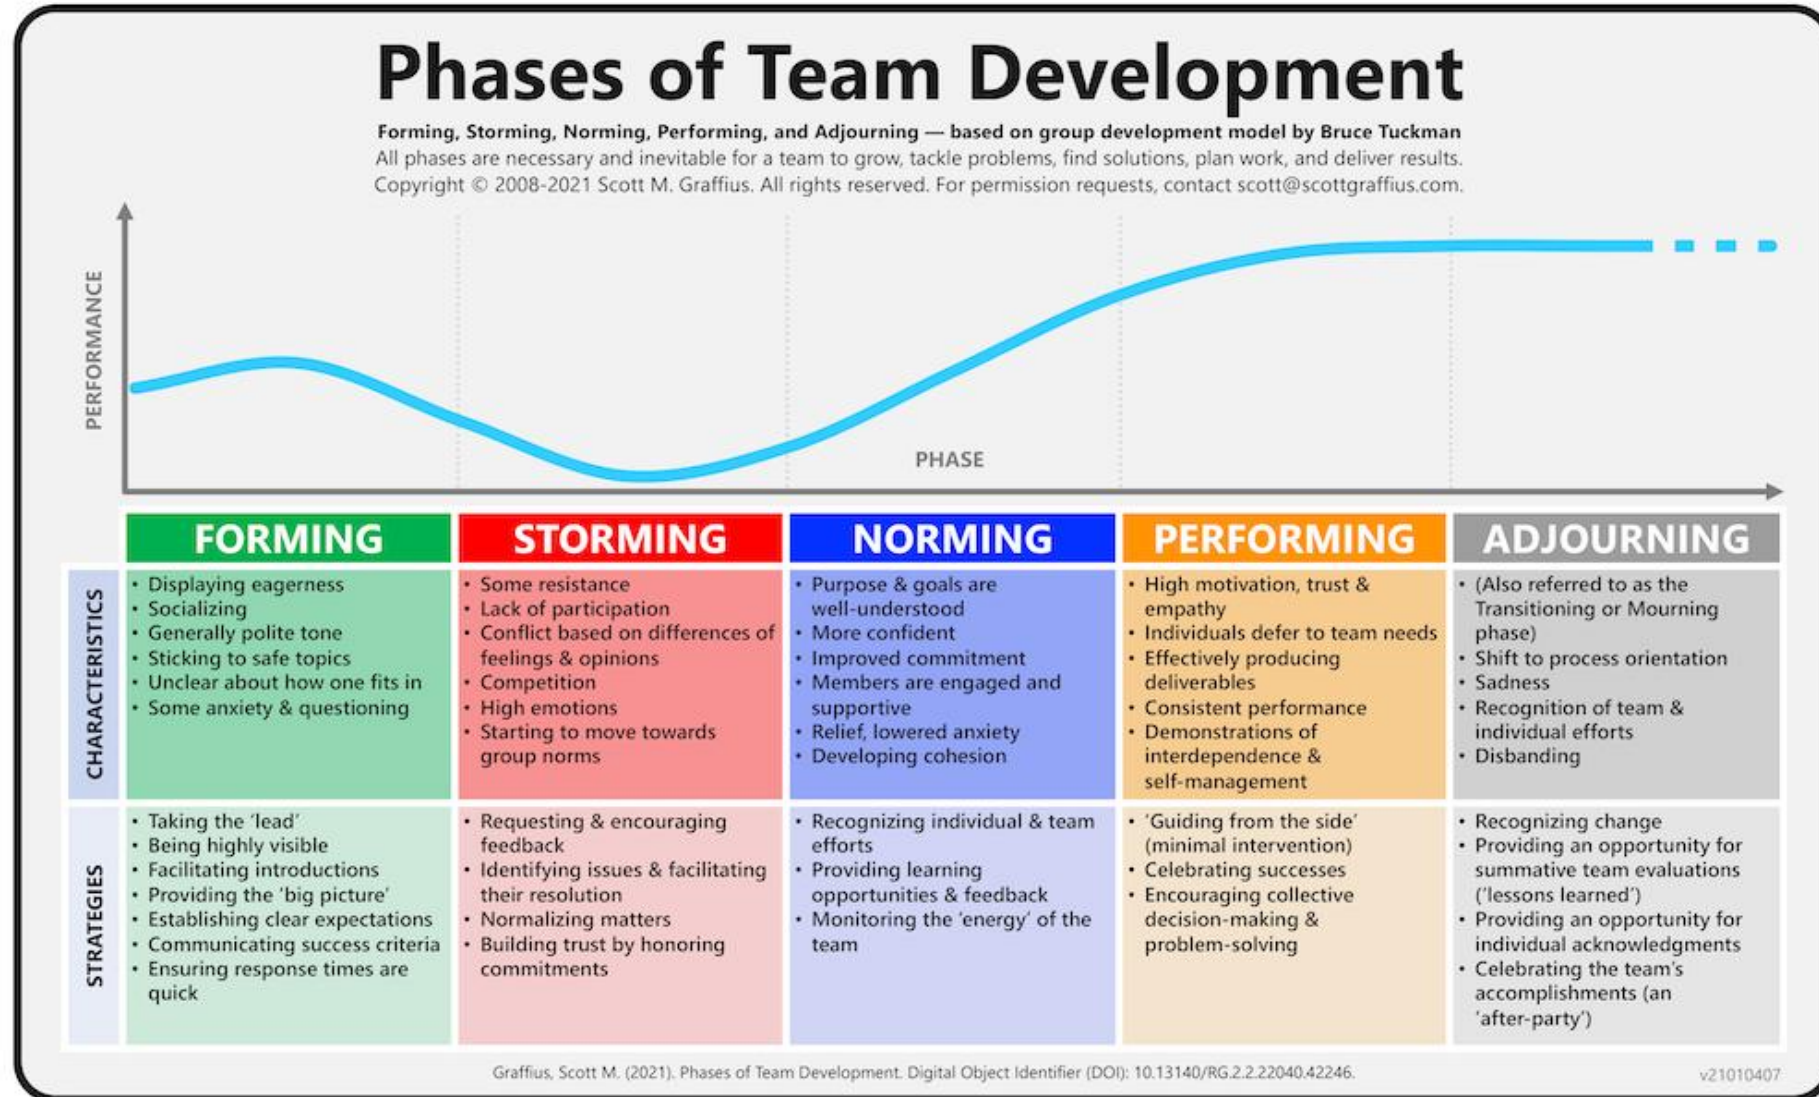 Phases of Team Development
Forming, Storming, Norming, Performing, and Adjourning — based on group development model by Bruce Tuckman
All phases are necessary and inevitable for a team to grow, tackle problems, find solutions, plan work, and deliver results.
Copyright © 2008-2021 Scott M. Graffius. All rights reserved. For permission requests, contact scott@scottgraffius.com.
PERFORMANCE
PHASE
FORMING
STORMING
NORMING
PERFORMING
ADJOURNING
CHARACTERISTICS
• Displaying eagerness
• Socializing
• Generally polite tone
• Sticking to safe topics
• Unclear about how one fits in
• Some anxiety & questioning
• Some resistance
• Lack of participation
• Conflict based on differences of
feelings & opinions
• Competition
• High emotions
• Starting to move towards
group norms
• Purpose & goals are
well-understood
• More confident
• Improved commitment
• Members are engaged and
supportive
• Relief, lowered anxiety
• Developing cohesion
• High motivation, trust &
empathy
• Individuals defer to team needs
• Effectively producing
deliverables
• Consistent performance
• Demonstrations of
interdependence &
self-management
• (Also referred to as the
Transitioning or Mourning
phase)
• Shift to process orientation
• Sadness
• Recognition of team &
individual efforts
• Disbanding
STRATEGIES
• Taking the ‘lead’
• Being highly visible
• Facilitating introductions
• Providing the ‘big picture’
• Establishing clear expectations
• Communicating success criteria
• Ensuring response times are
quick
• Requesting & encouraging
feedback
• Identifying issues & facilitating
their resolution
• Normalizing matters
• Building trust by honoring
commitments
• Recognizing individual & team
efforts
• Providing learning
opportunities & feedback
• Monitoring the ‘energy’ of the
team
• ‘Guiding from the side’
(minimal intervention)
• Celebrating successes
• Encouraging collective
decision-making &
problem-solving
• Recognizing change
• Providing an opportunity for
summative team evaluations
(‘lessons learned’)
• Providing an opportunity for
individual acknowledgments
• Celebrating the team’s
accomplishments (an
‘after-party’)
Graffius, Scott M. (2021). Phases of Team Development. Digital Object Identifier (DOI): 10.13140/RG.2.2.22040.42246.
v21010407